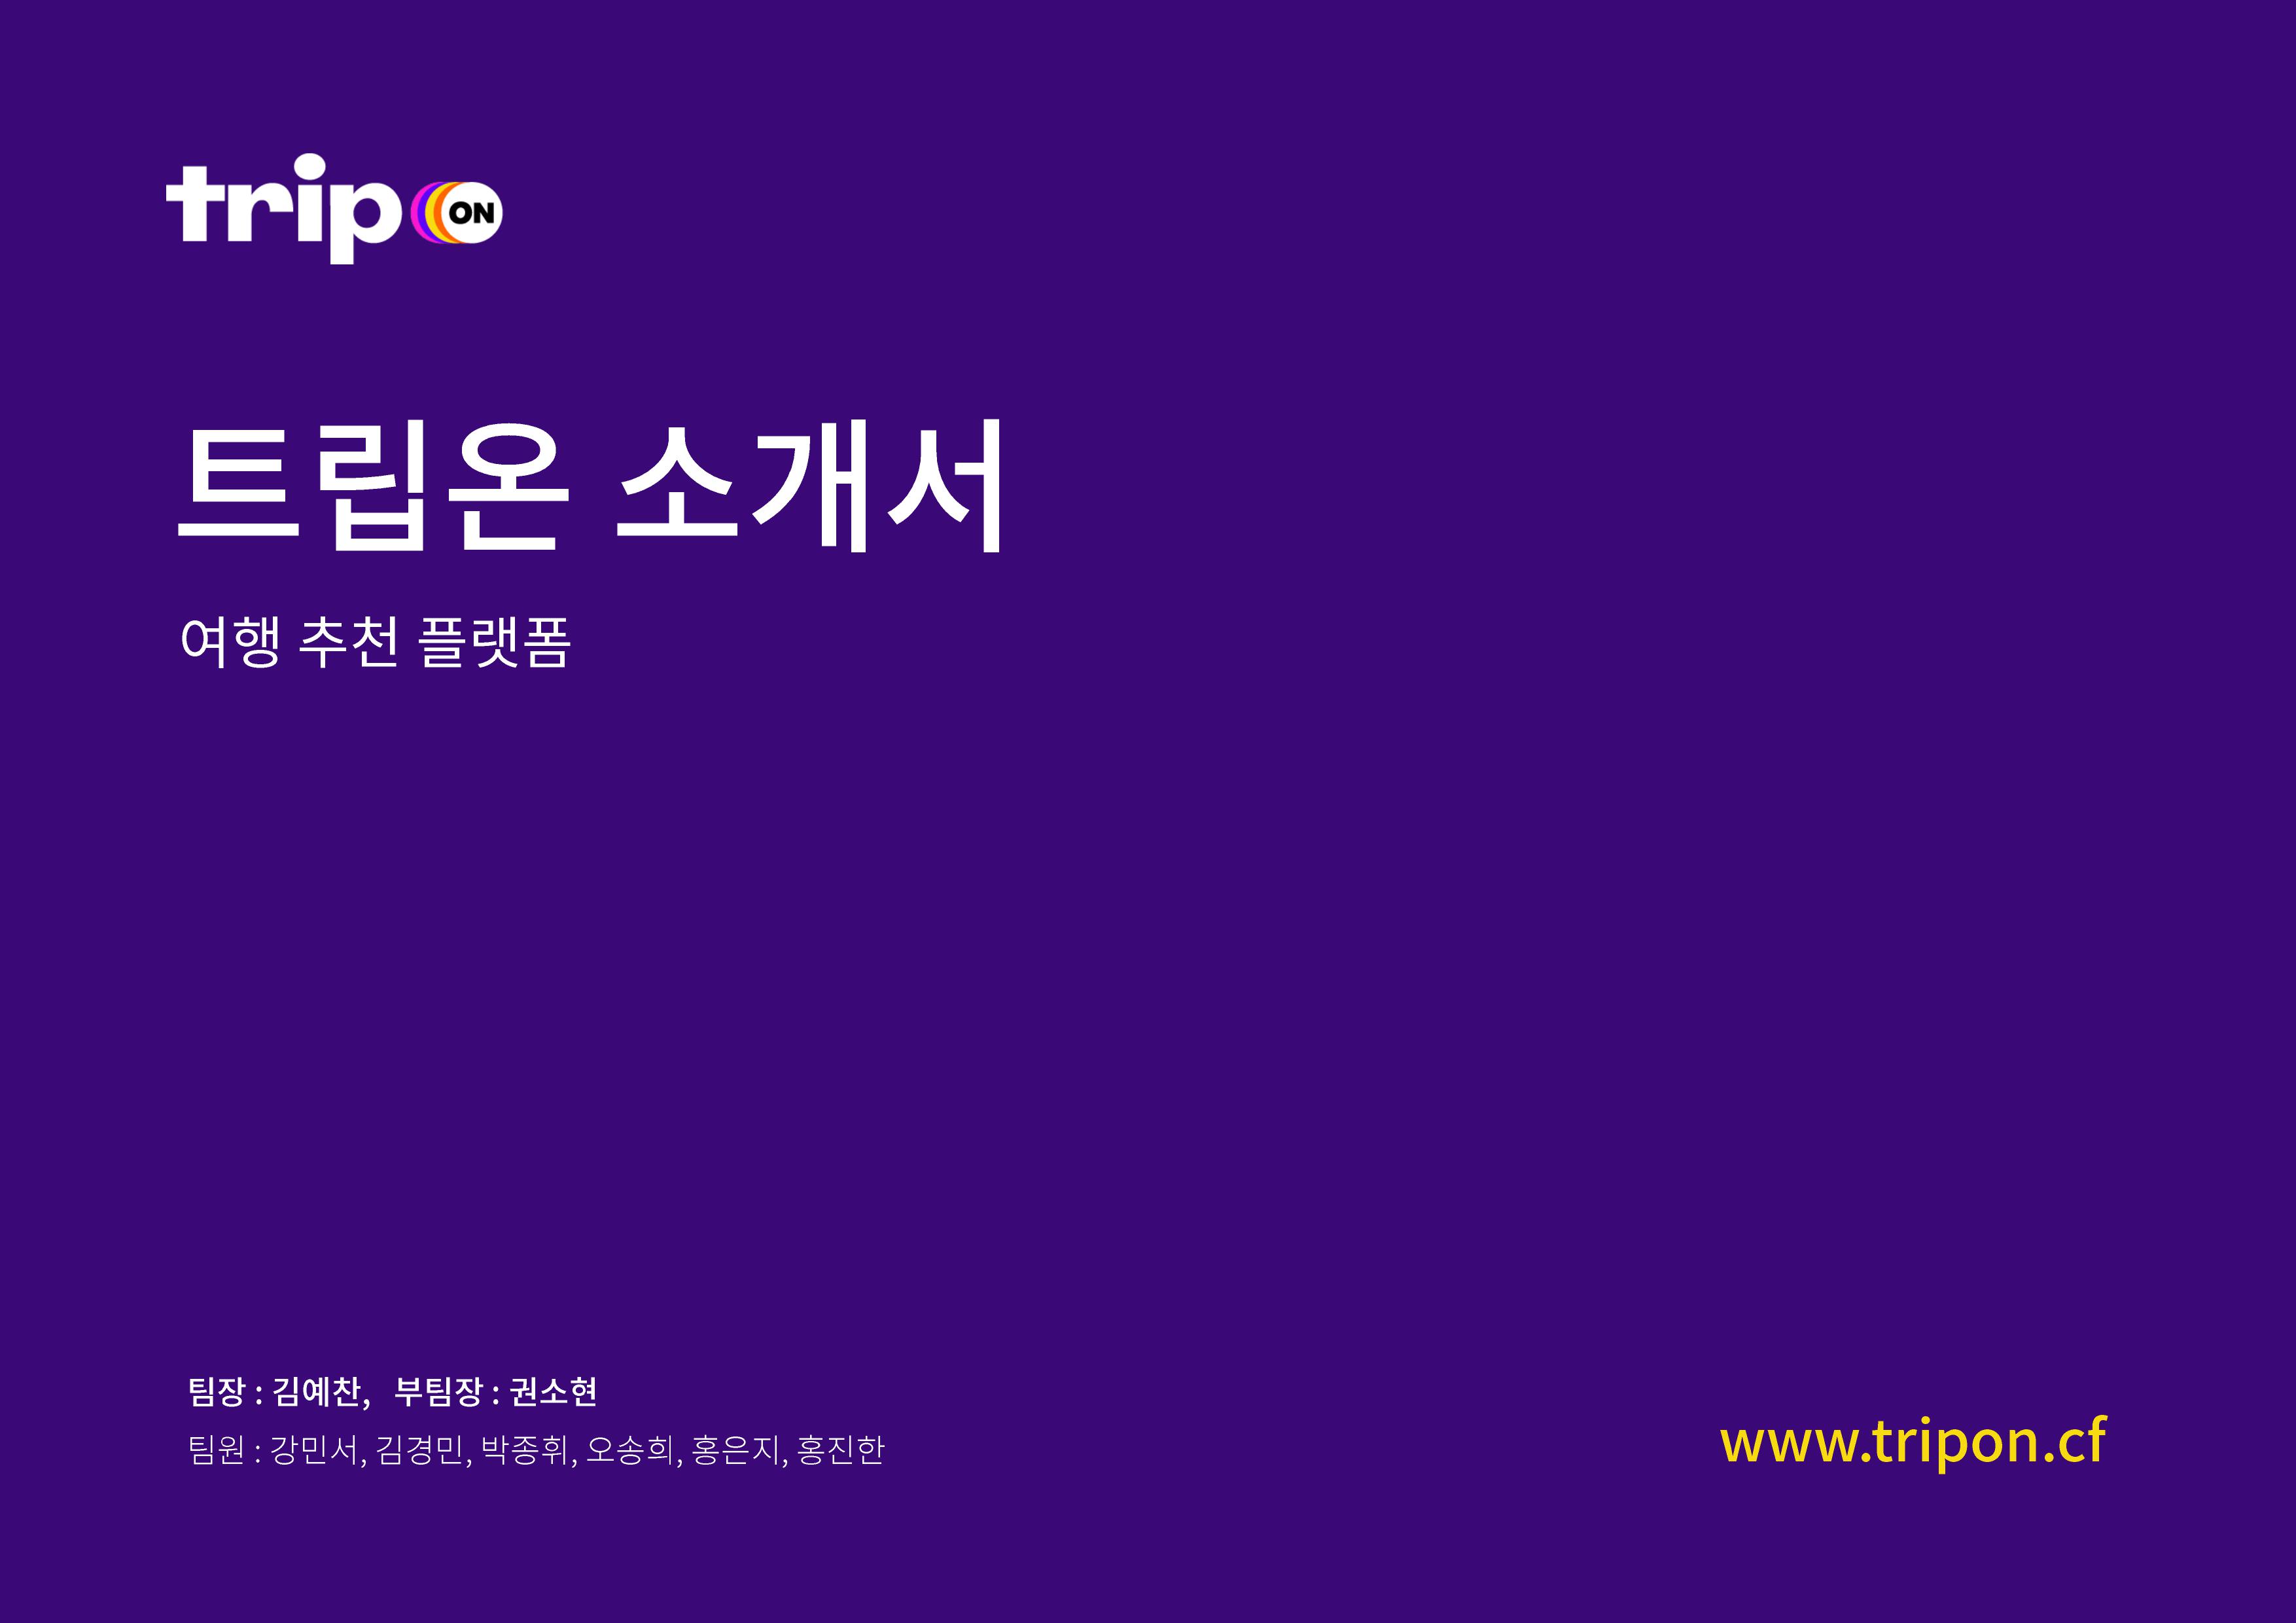 trip ON
트립온 소개서
여행 추천 플랫폼
팀장 : 김예찬, 부팀장 : 권소현
팀원 : 강민서, 김경민, 박종휘, 오송희, 홍은지, 홍진한
www.tripon.cf